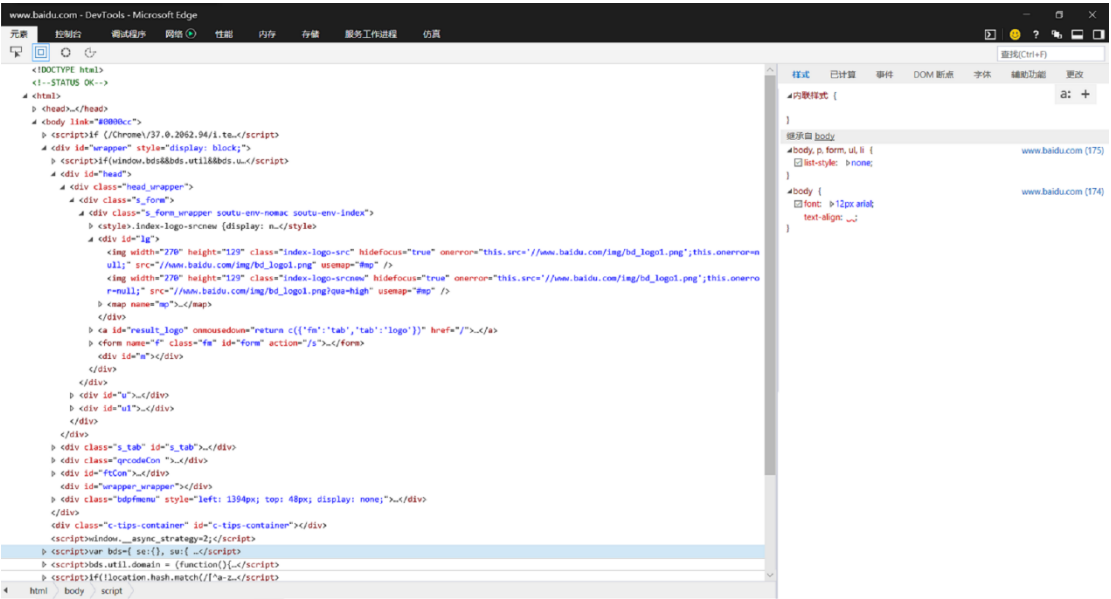 www.baidu.com - DevTools - Microsoft Edge
元素 控制台 调试程序 网络 性能 内存 存储 服务工作进程 仿真
查找(Ctrl+F)
<!DOCTYPE html>
<!--STATUS OK-->
<html>
<head>…</head>
<body link="#0000cc">
<script>if (/Chrome\/37.0.2062.94/i.te…</script>
<div id="wrapper" style="display: block;">
<script>if(window.bds&&bds.util&&bds.u…</script>
<div id="head">
<div class="head_wrapper">
<div class="s_form">
<div class="s_form_wrapper soutu-env-nomac soutu-env-index">
<style>.index-logo-srcnew {display: n…</style>
<div id="lg">
<img width="270" height="129" class="index-logo-src" hidefocus="true" onerror="this.src='//www.baidu.com/img/bd_logo1.png';this.onerror=n
ull;" src="//www.baidu.com/img/bd_logo1.png" usemap="#mp" />
<img width="270" height="129" class="index-logo-srcnew" hidefocus="true" onerror="this.src='//www.baidu.com/img/bd_logo1.png';this.onerro
r=null;" src="//www.baidu.com/img/bd_logo1.png?qua=high" usemap="#mp" />
<map name="mp">…</map>
</div>
<a id="result_logo" onmousedown="return c({'fm':'tab','tab':'logo'})" href="/">…</a>
<form name="f" class="fm" id="form" action="/s">…</form>
<div id="m"></div>
</div>
</div>
<div id="u">…</div>
<div id="u1">…</div>
</div>
</div>
<div class="s_tab" id="s_tab">…</div>
<div class="qrcodeCon ">…</div>
<div id="ftCon">…</div>
<div id="wrapper_wrapper"></div>
<div class="bdpfmenu" style="left: 1394px; top: 48px; display: none;">…</div>
</div>
<div class="c-tips-container" id="c-tips-container"></div>
<script>window.__async_strategy=2;</script>
<script>var bds={ se:{}, su:{ …</script>
<script>bds.util.domain = (function(){…</script>
<script>if(!location.hash.match(/[^a-z…</script>
html body script
样式 已计算 事件 DOM 断点 字体 辅助功能 更改
内联样式 {
a: +
}
继承自 body
body, p, form, ul, li { www.baidu.com (175)
list-style: none;
}
body { www.baidu.com (174)
font: 12px arial;
text-align: ;
}